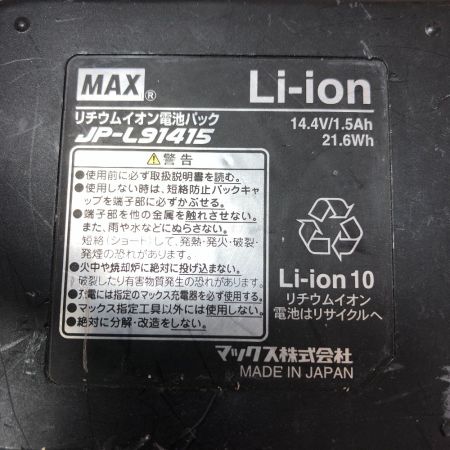 MAX®
Li-ion
リチウムイオン電池パック
JP-L91415
14.4V/1.5Ah
21.6Wh
警告
●使用前に必ず取扱説明書を読む。
●使用しない時は、短絡防止パックキャ
ップを端子部に必ずかぶせる。
●端子部を他の金属を触れさせない。
また、雨や水などにぬらさない。
短絡(ショート)して、発熱・発火・破裂・
発煙の恐れがあります。
●火中や焼却炉に絶対に投げ込まない。
破裂したり有害物質発生の恐れがあります。
●充電には指定のマックス充電器を必ず使用する。
●マックス指定工具以外には使用しない。
●絶対に分解・改造をしない。
Li-ion 10
リチウムイオン
電池はリサイクルへ
マックス株式会社
MADE IN JAPAN